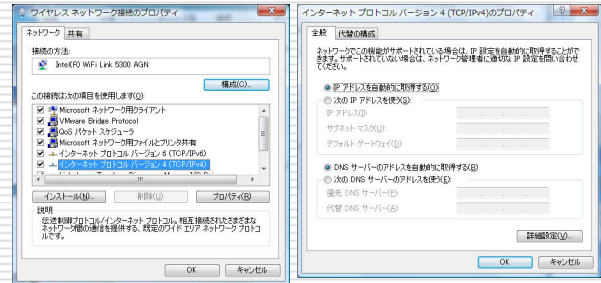 ワイヤレス ネットワーク接続のプロパティ
ネットワーク 共有
接続の方法:
Intel(R) WiFi Link 5300 AGN
構成(C)...
この接続は次の項目を使用します(O):
Microsoft ネットワーク用クライアント
VMware Bridge Protocol
QoS パケット スケジューラ
Microsoft ネットワーク用ファイルとプリンタ共有
インターネット プロトコル バージョン 6 (TCP/IPv6)
インターネット プロトコル バージョン 4 (TCP/IPv4)
インストール(N)... 削除(U) プロパティ(R)
説明
伝送制御プロトコル/インターネット プロトコル。相互接続されたさまざまな
ネットワーク間の通信を提供する、既定のワイド エリア ネットワーク プロトコ
ルです。
OK キャンセル
インターネット プロトコル バージョン 4 (TCP/IPv4)のプロパティ
全般 代替の構成
ネットワークでこの機能がサポートされている場合は、IP 設定を自動的に取得することがで
きます。サポートされていない場合は、ネットワーク管理者に適切な IP 設定を問い合わせ
てください。
IP アドレスを自動的に取得する(O)
次の IP アドレスを使う(S):
IP アドレス(I):
サブネット マスク(U):
デフォルト ゲートウェイ(D):
DNS サーバーのアドレスを自動的に取得する(B)
次の DNS サーバーのアドレスを使う(E):
優先 DNS サーバー(P):
代替 DNS サーバー(A):
詳細設定(V)...
OK キャンセル